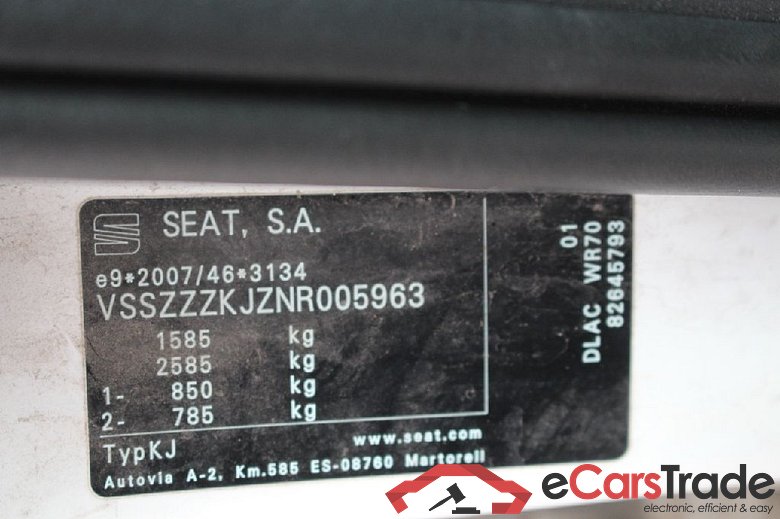 SEAT, S.A.
e9*2007/46*3134
VSSZZZKJZNR005963
1585 kg
2585 kg
1- 850 kg
2- 785 kg
TypKJ
www.seat.com
Autovia A-2, Km.585 ES-08760 Martorell
01
DLAC WR70
82645793
eCarsTrade
electronic, efficient & easy